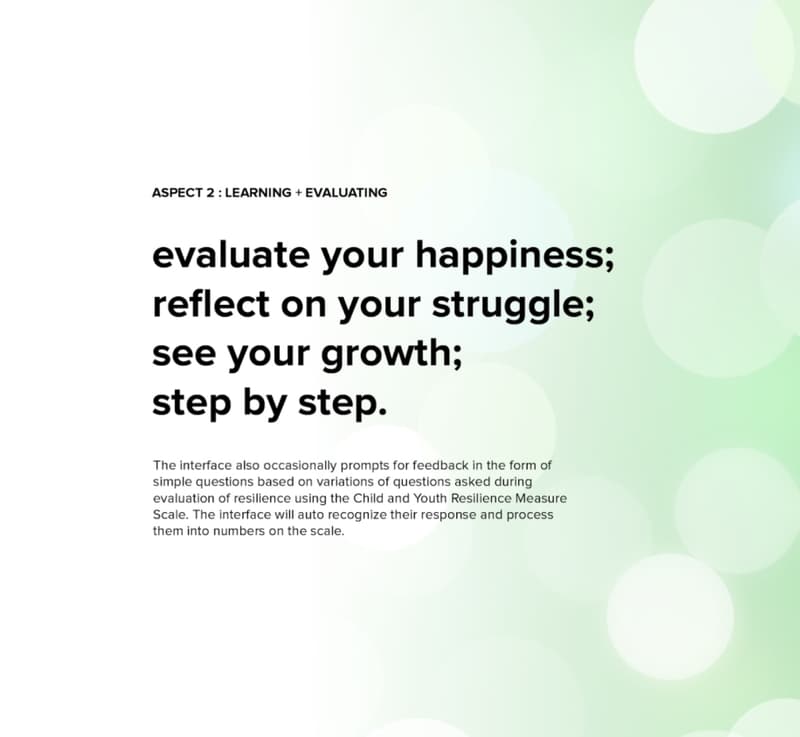 ASPECT 2 : LEARNING + EVALUATING
evaluate your happiness;
reflect on your struggle;
see your growth;
step by step.
The interface also occasionally prompts for feedback in the form of
simple questions based on variations of questions asked during
evaluation of resilience using the Child and Youth Resilience Measure
Scale. The interface will auto recognize their response and process
them into numbers on the scale.